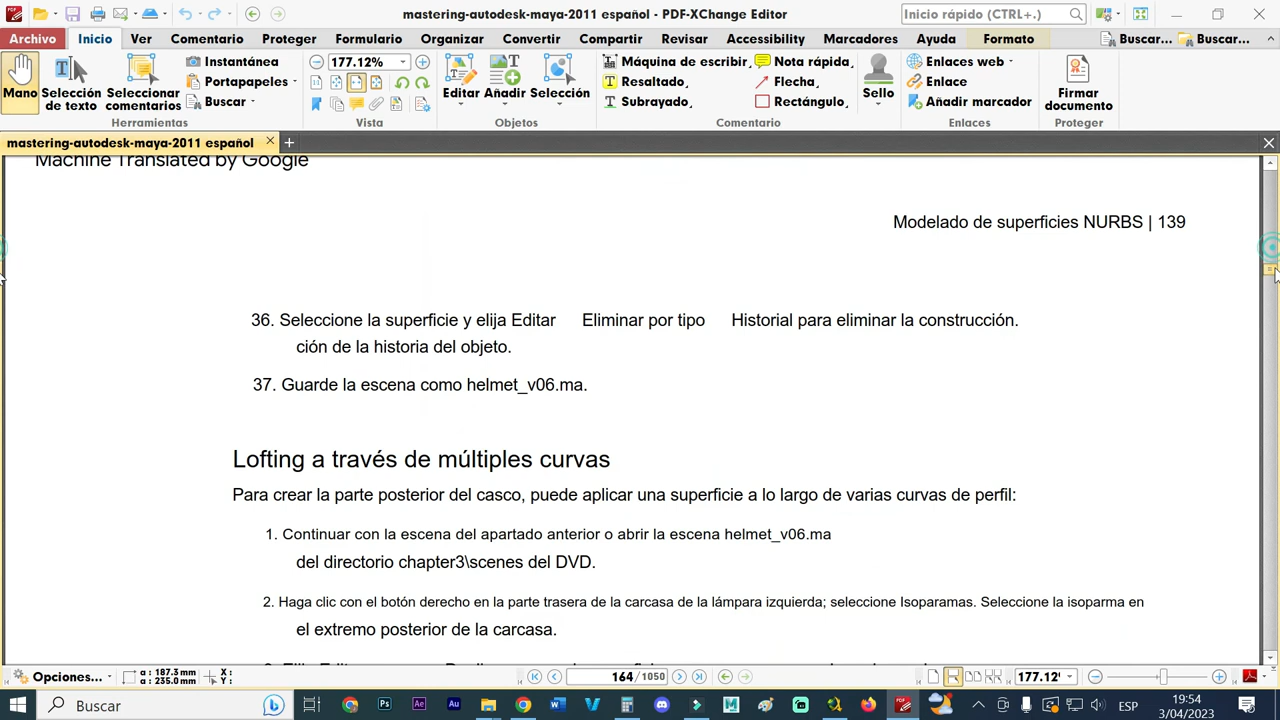 mastering-autodesk-maya-2011 español - PDF-XChange Editor
Inicio rápido (CTRL+.)
Archivo Inicio Ver Comentario Proteger Formulario Organizar Convertir Compartir Revisar Accessibility Marcadores Ayuda Formato Buscar... Buscar...
Mano
Selección de texto
Seleccionar comentarios
Instantánea
Portapapeles
Buscar
Herramientas
177.12%
Vista
Editar
Añadir
Selección
Objetos
Máquina de escribir
Resaltado
Subrayado
Nota rápida
Flecha
Rectángulo
Comentario
Sello
Enlaces web
Enlace
Añadir marcador
Enlaces
Firmar documento
Proteger
mastering-autodesk-maya-2011 español
Machine Translated by Google
Modelado de superficies NURBS | 139
36. Seleccione la superficie y elija Editar Eliminar por tipo Historial para eliminar la construcción.
ción de la historia del objeto.
37. Guarde la escena como helmet_v06.ma.
Lofting a través de múltiples curvas
Para crear la parte posterior del casco, puede aplicar una superficie a lo largo de varias curvas de perfil:
1. Continuar con la escena del apartado anterior o abrir la escena helmet_v06.ma
del directorio chapter3\scenes del DVD.
2. Haga clic con el botón derecho en la parte trasera de la carcasa de la lámpara izquierda; seleccione Isoparamas. Seleccione la isoparma en
el extremo posterior de la carcasa.
Opciones...
a: 187.3 mm
a: 235.0 mm
X:
Y:
164 /1050
177.12%
Buscar
ESP
19:54
3/04/2023